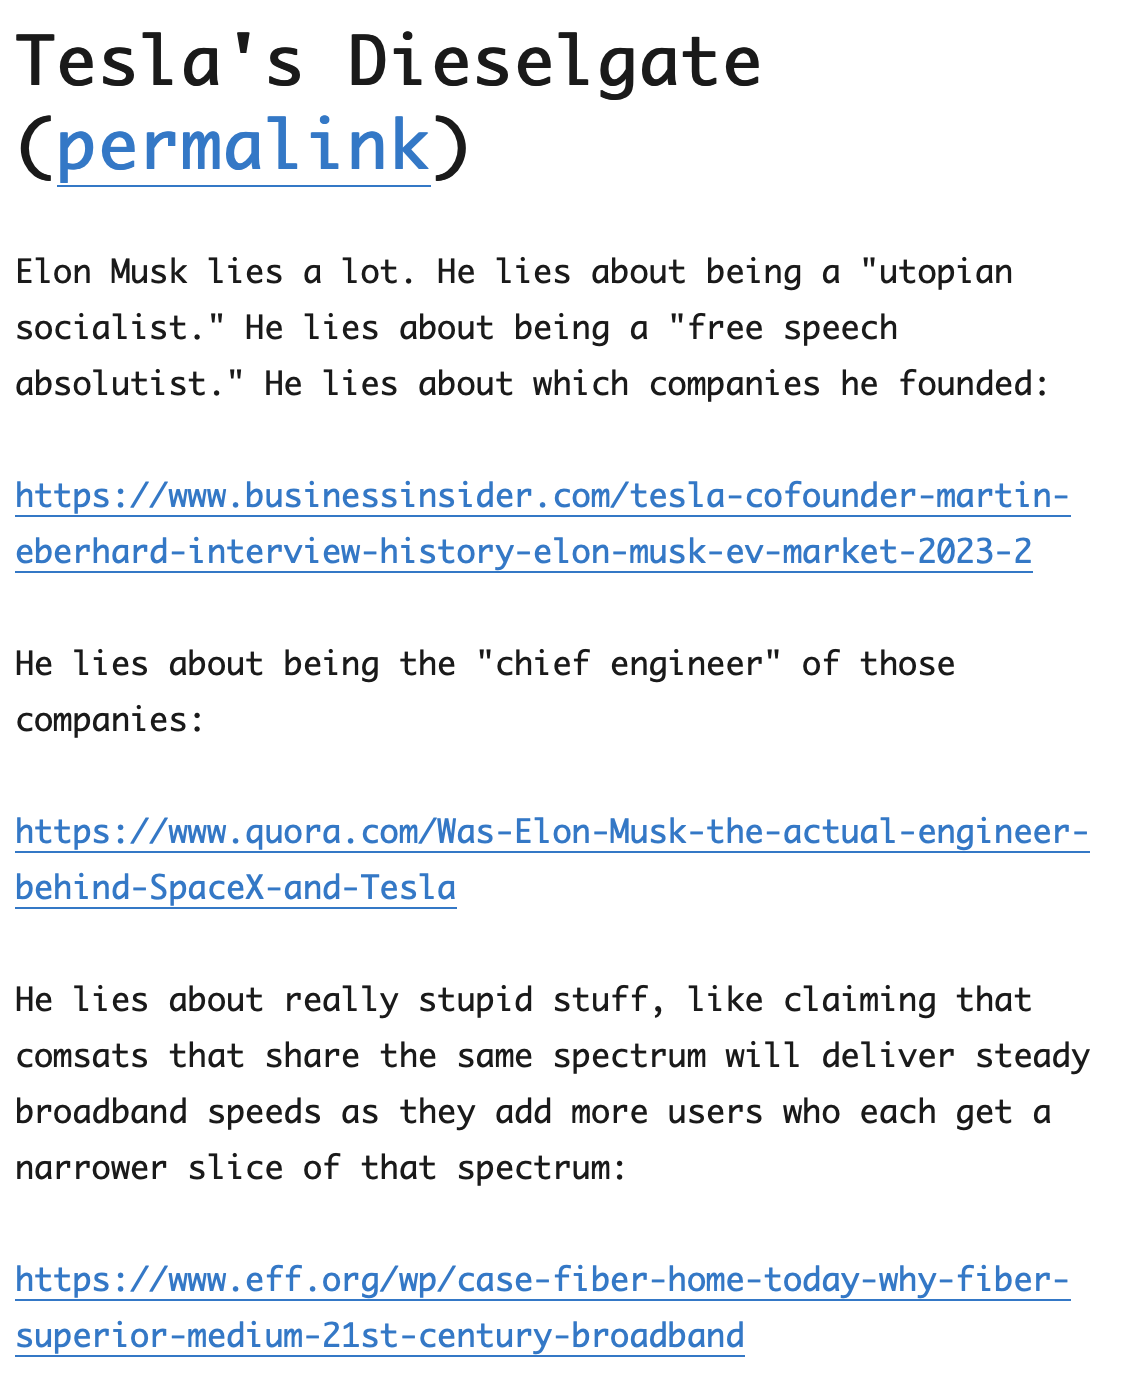 Tesla's Dieselgate
(permalink)
Elon Musk lies a lot. He lies about being a "utopian
socialist." He lies about being a "free speech
absolutist." He lies about which companies he founded:
https://www.businessinsider.com/tesla-cofounder-martin-
eberhard-interview-history-elon-musk-ev-market-2023-2
He lies about being the "chief engineer" of those
companies:
https://www.quora.com/Was-Elon-Musk-the-actual-engineer-
behind-SpaceX-and-Tesla
He lies about really stupid stuff, like claiming that
comsats that share the same spectrum will deliver steady
broadband speeds as they add more users who each get a
narrower slice of that spectrum:
https://www.eff.org/wp/case-fiber-home-today-why-fiber-
superior-medium-21st-century-broadband